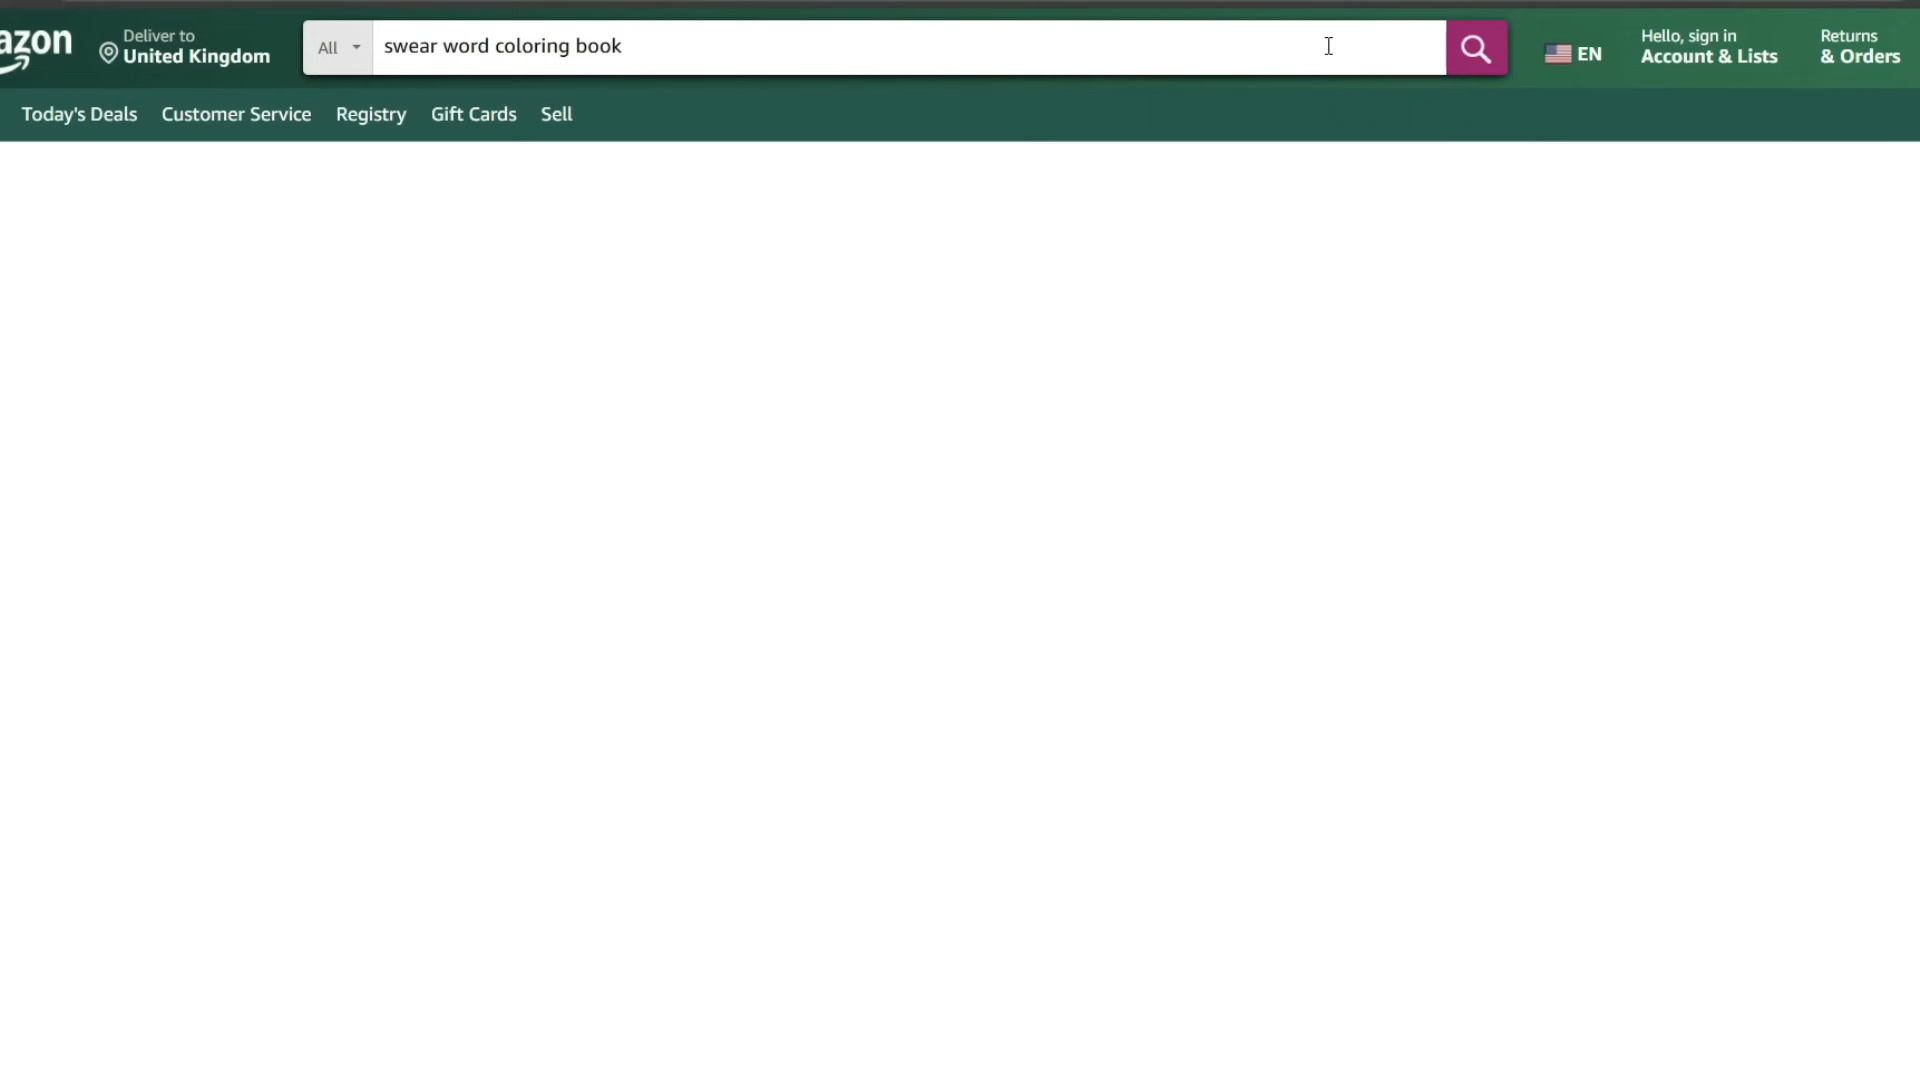 azon
Deliver to
United Kingdom
All
swear word coloring book
EN
Hello, sign in
Account & Lists
Returns
& Orders
Today's Deals
Customer Service
Registry
Gift Cards
Sell